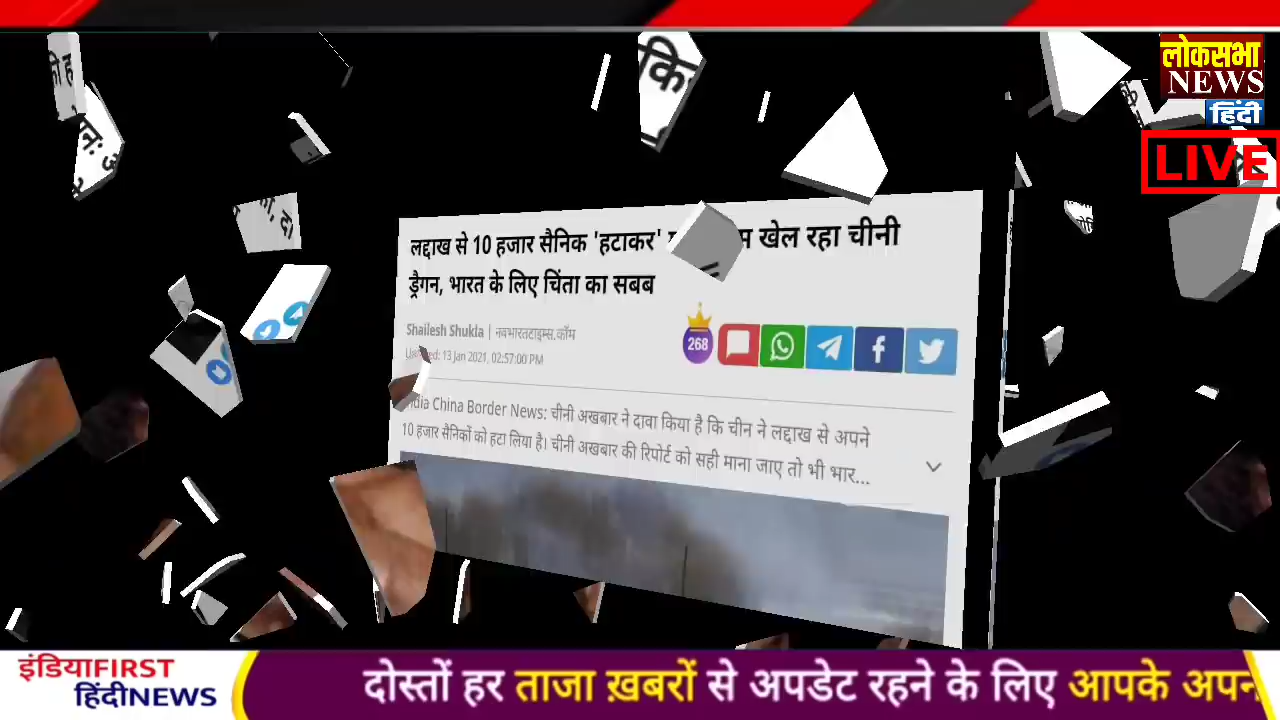 लोकसभा
NEWS
हिंदी
LIVE
लद्दाख से 10 हजार सैनिक 'हटाकर' खेल रहा चीनी
ड्रैगन, भारत के लिए चिंता का सबब
Shailesh Shukla | नवभारतटाइम्स.कॉम
13 Jan 2021, 02:57:00 PM
268
China Border News: चीनी अखबार ने दावा किया है कि चीन ने लद्दाख से अपने
10 हजार सैनिकों को हटा लिया है। चीनी अखबार की रिपोर्ट को सही माना जाए तो भी भार...
इंडियाFIRST
हिंदीNEWS
दोस्तों हर ताजा ख़बरों से अपडेट रहने के लिए आपके